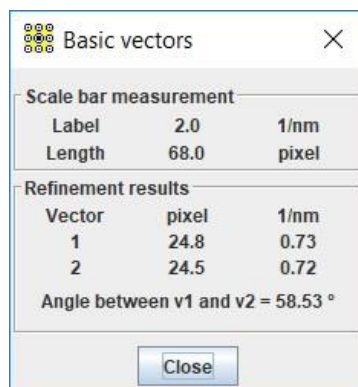 Basic vectors
Scale bar measurement
Label 2.0 1/nm
Length 68.0 pixel
Refinement results
Vector pixel 1/nm
1 24.8 0.73
2 24.5 0.72
Angle between v1 and v2 = 58.53 °
Close